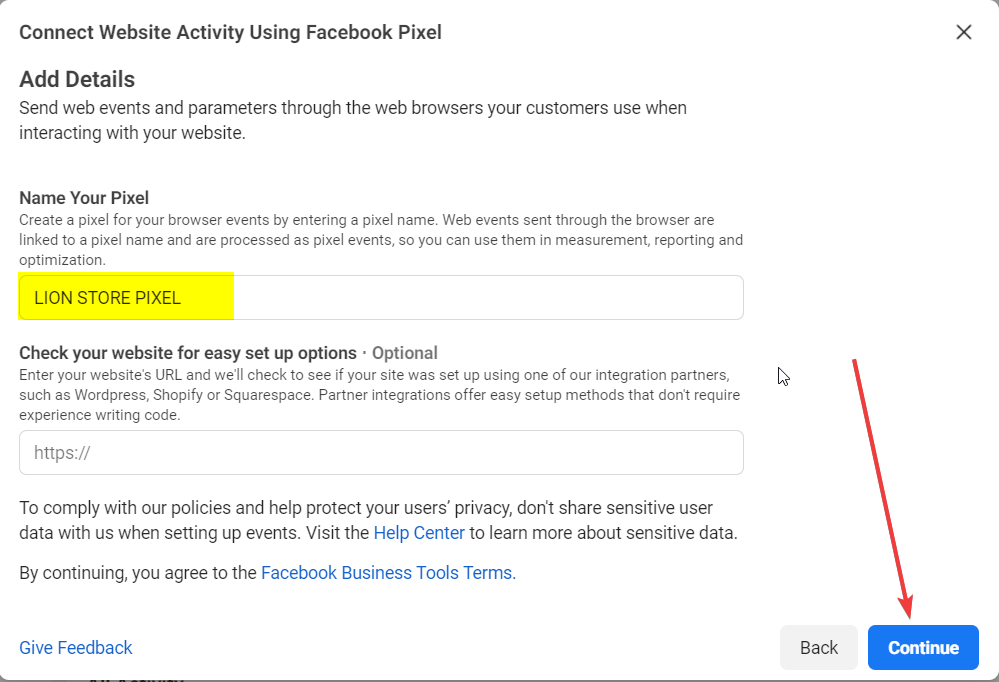 Connect Website Activity Using Facebook Pixel
Add Details
Send web events and parameters through the web browsers your customers use when
interacting with your website.
Name Your Pixel
Create a pixel for your browser events by entering a pixel name. Web events sent through the browser are
linked to a pixel name and are processed as pixel events, so you can use them in measurement, reporting and
optimization.
LION STORE PIXEL
Check your website for easy set up options · Optional
Enter your website's URL and we'll check to see if your site was set up using one of our integration partners,
such as Wordpress, Shopify or Squarespace. Partner integrations offer easy setup methods that don't require
experience writing code.
https://
To comply with our policies and help protect your users’ privacy, don't share sensitive user
data with us when setting up events. Visit the Help Center to learn more about sensitive data.
By continuing, you agree to the Facebook Business Tools Terms.
Give Feedback
Back
Continue